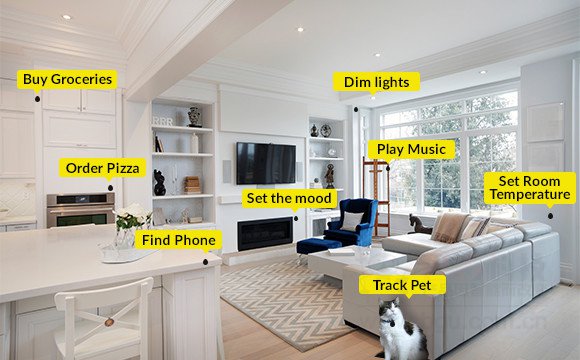 Buy Groceries
Dim lights
Play Music
Order Pizza
Set Room
Temperature
Set the mood
Find Phone
Track Pet